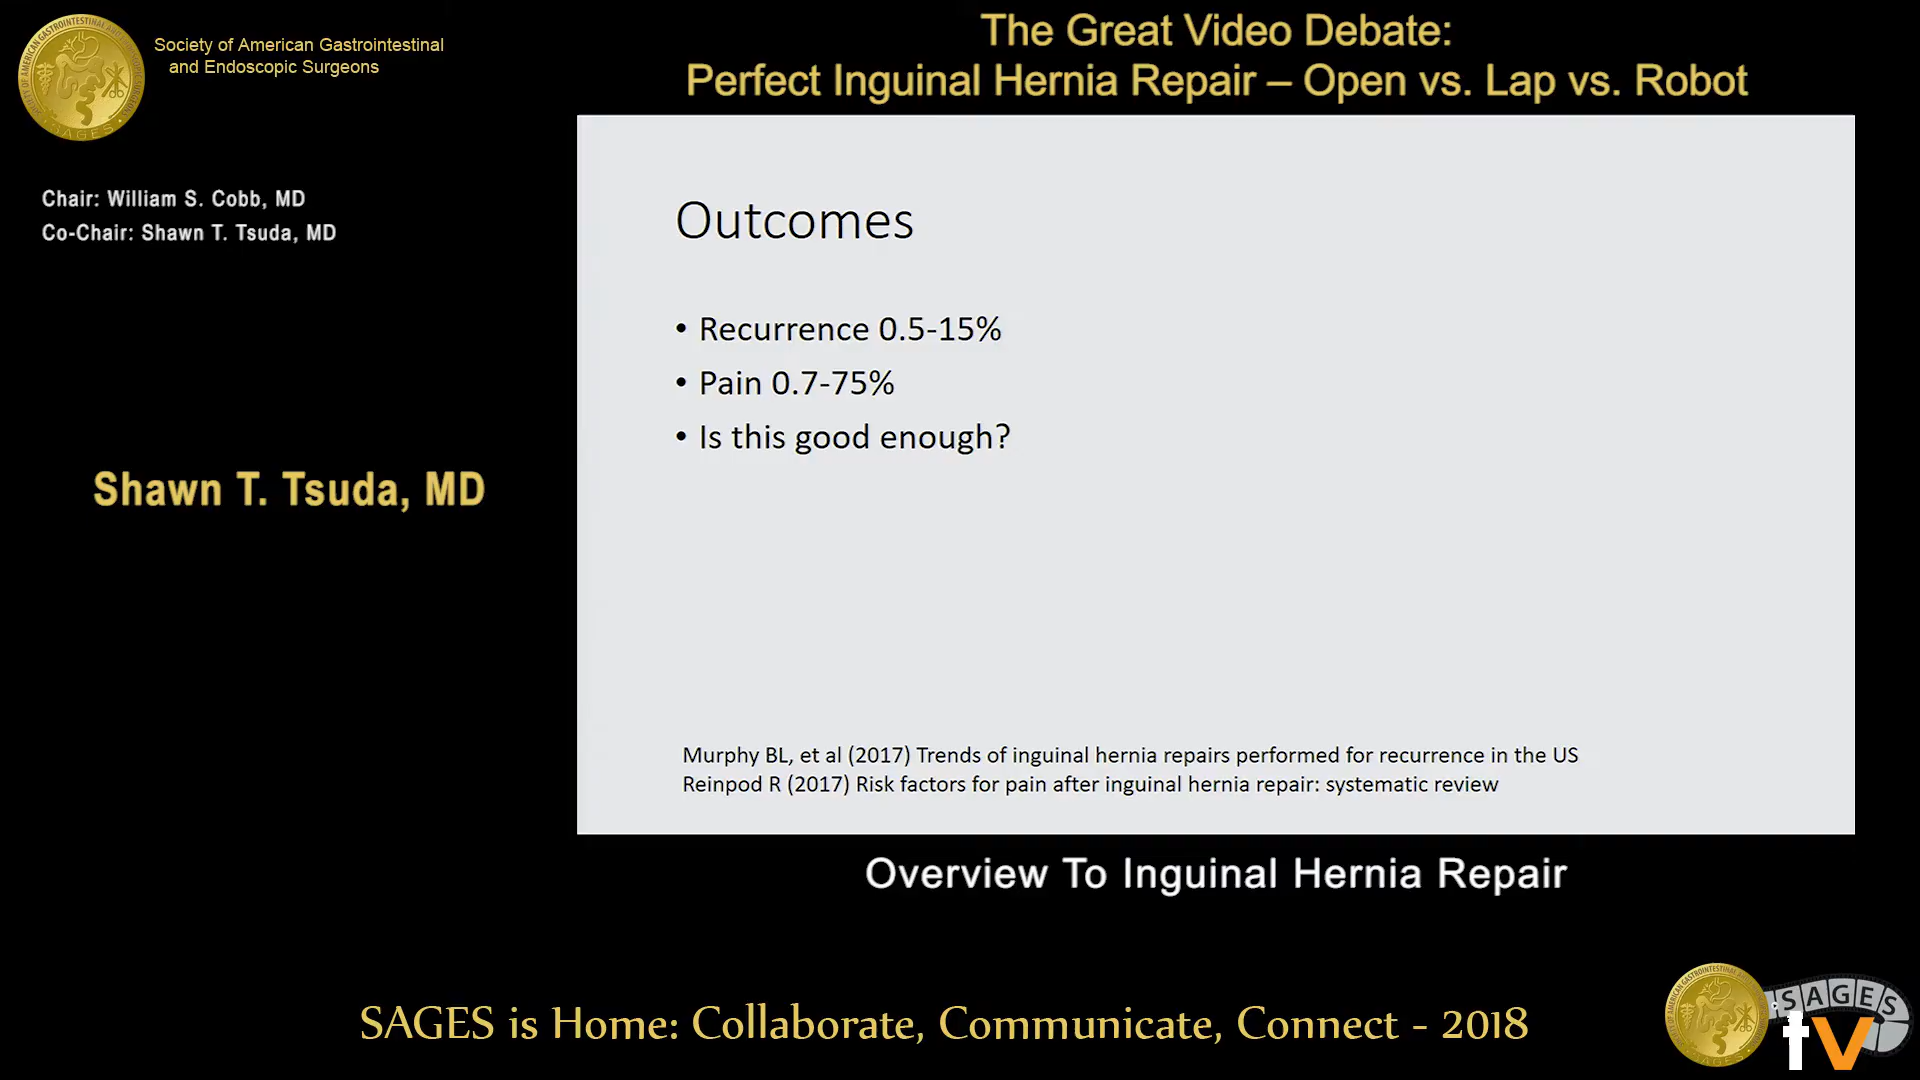 Society of American Gastrointestinal
and Endoscopic Surgeons
The Great Video Debate:
Perfect Inguinal Hernia Repair – Open vs. Lap vs. Robot
Chair: William S. Cobb, MD
Co-Chair: Shawn T. Tsuda, MD
Shawn T. Tsuda, MD
Outcomes
• Recurrence 0.5-15%
• Pain 0.7-75%
• Is this good enough?
Murphy BL, et al (2017) Trends of inguinal hernia repairs performed for recurrence in the US
Reinpod R (2017) Risk factors for pain after inguinal hernia repair: systematic review
Overview To Inguinal Hernia Repair
SAGES is Home: Collaborate, Communicate, Connect - 2018
SAGES
tv